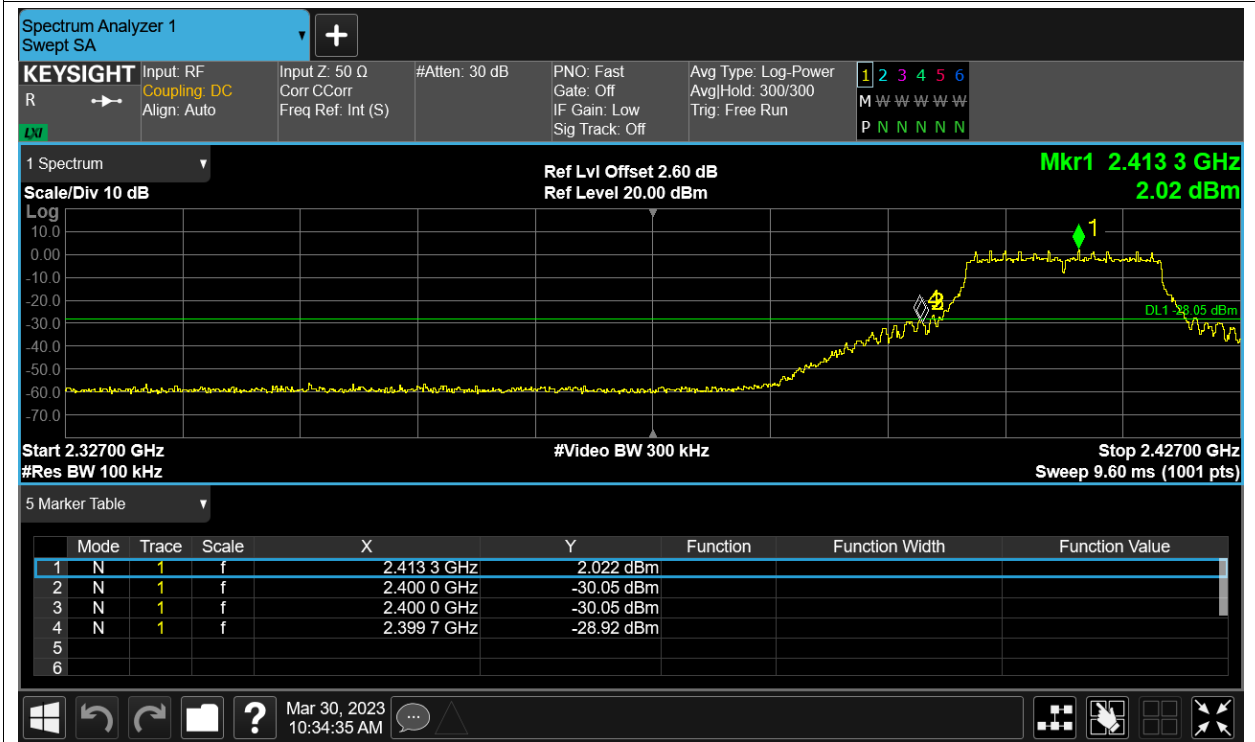 Spectrum Analyzer 1
Swept SA
+
KEYSIGHT Input: RF Input Z: 50 Ω #Atten: 30 dB PNO: Fast Avg Type: Log-Power 1 2 3 4 5 6
R Coupling: DC Corr CCorr Gate: Off Avg|Hold: 300/300 M W W W W W
Align: Auto Freq Ref: Int (S) IF Gain: Low Trig: Free Run
LXI Sig Track: Off P N N N N N
1 Spectrum Ref Lvl Offset 2.60 dB Mkr1 2.413 3 GHz
Scale/Div 10 dB Ref Level 20.00 dBm 2.02 dBm
Log
10.0
0.00
-10.0
-20.0
-30.0
-40.0
-50.0
-60.0
-70.0
1
DL1 -28.05 dBm
Start 2.32700 GHz #Video BW 300 kHz Stop 2.42700 GHz
#Res BW 100 kHz Sweep 9.60 ms (1001 pts)
5 Marker Table
Mode Trace Scale X Y Function Function Width Function Value
1 N 1 f 2.413 3 GHz 2.022 dBm
2 N 1 f 2.400 0 GHz -30.05 dBm
3 N 1 f 2.400 0 GHz -30.05 dBm
4 N 1 f 2.399 7 GHz -28.92 dBm
5
6
? Mar 30, 2023
10:34:35 AM